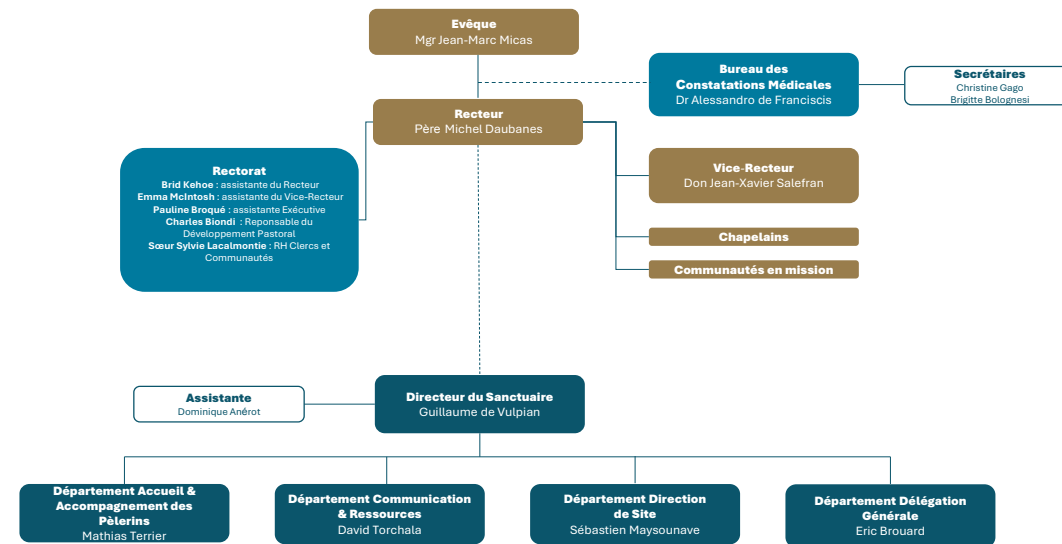 Evêque
Mgr Jean-Marc Micas
Bureau des
Constatations Médicales
Dr Alessandro de Franciscis
Secrétaires
Christine Gago
Brigitte Bolognesi
Recteur
Père Michel Daubanes
Rectorat
Brid Kehoe : assistante du Recteur
Emma McIntosh : assistante du Vice-Recteur
Pauline Broqué : assistante Exécutive
Charles Biondi : Reponsable du
Développement Pastoral
Sœur Sylvie Lacalmontie : RH Clercs et
Communautés
Vice-Recteur
Don Jean-Xavier Salefran
Chapelains
Communautés en mission
Directeur du Sanctuaire
Guillaume de Vulpian
Assistante
Dominique Anérot
Département Accueil &
Accompagnement des
Pèlerins
Mathias Terrier
Département Communication
& Ressources
David Torchala
Département Direction
de Site
Sébastien Maysounave
Département Délégation
Générale
Eric Brouard